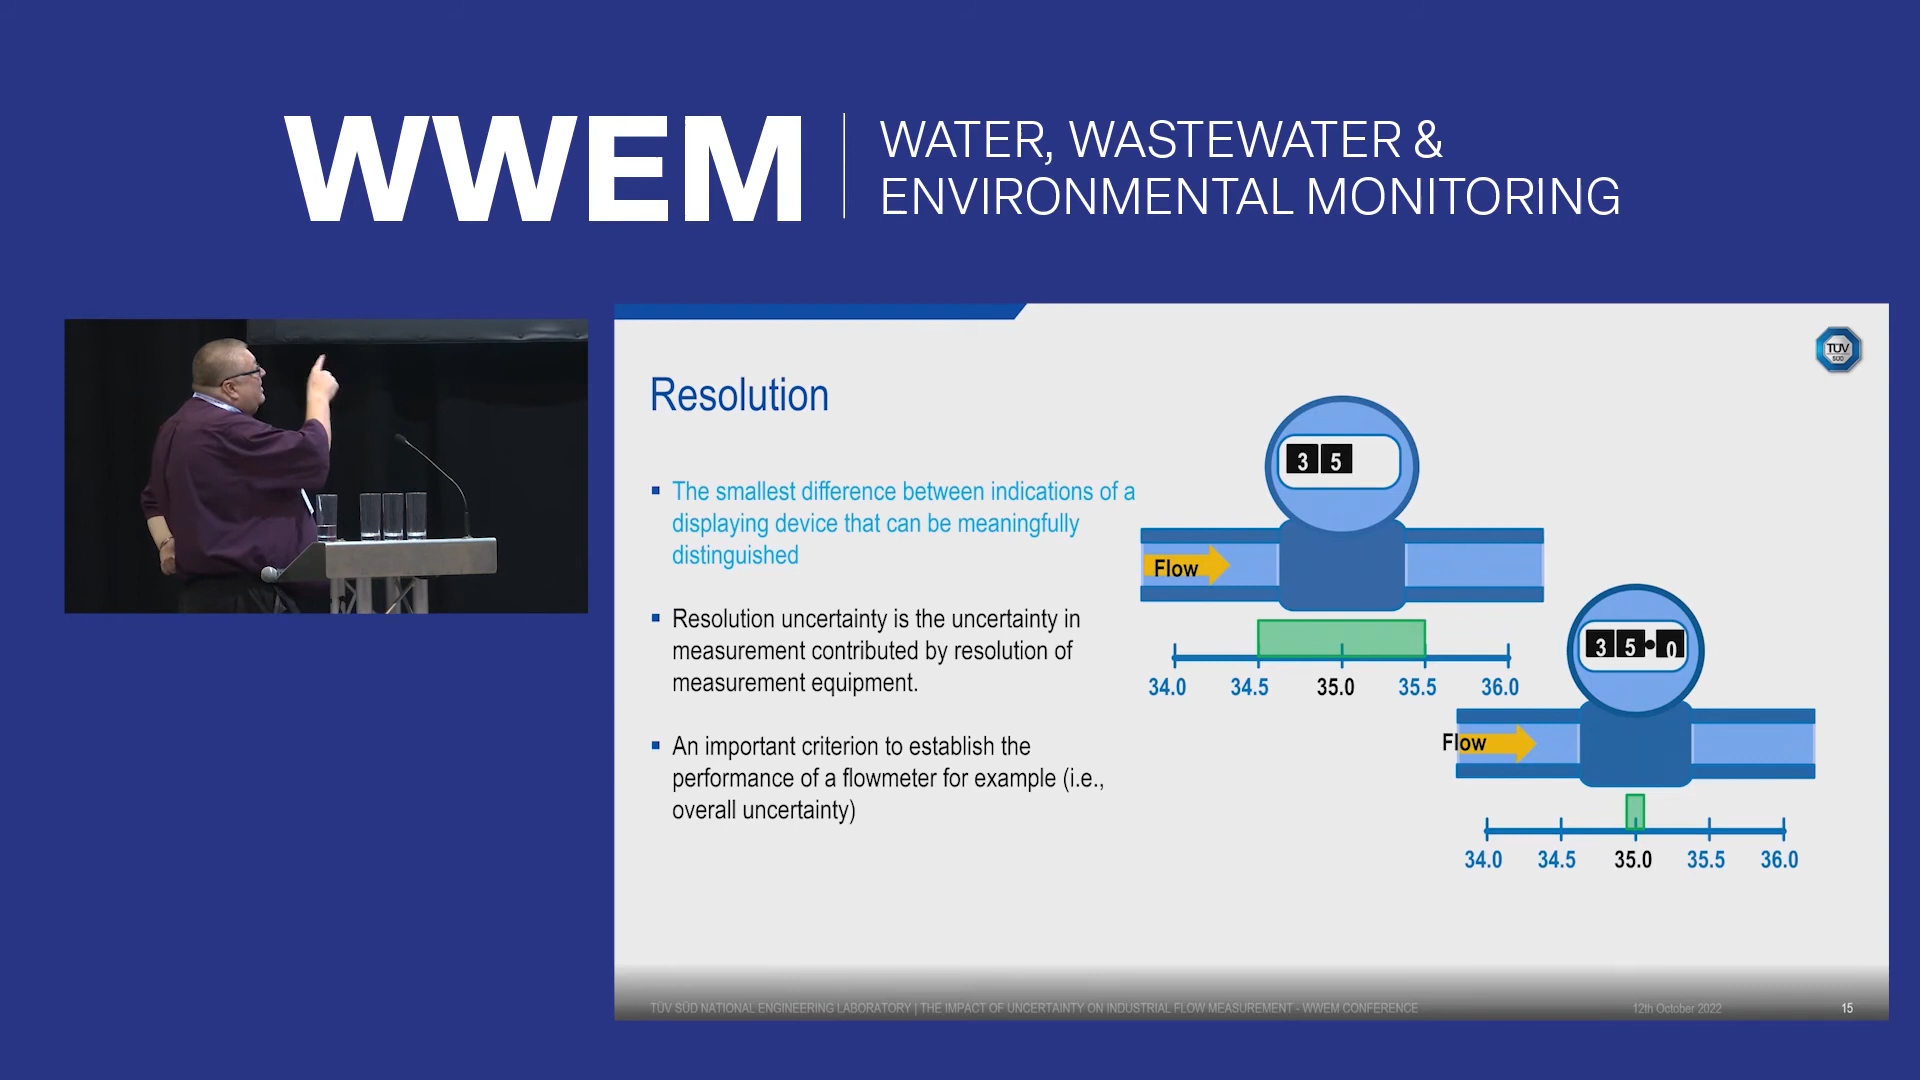 WWEM
WATER, WASTEWATER &
ENVIRONMENTAL MONITORING
TÜV
SÜD
Resolution
▪ The smallest difference between indications of a
displaying device that can be meaningfully
distinguished
▪ Resolution uncertainty is the uncertainty in
measurement contributed by resolution of
measurement equipment.
▪ An important criterion to establish the
performance of a flowmeter for example (i.e.,
overall uncertainty)
3 5
Flow
34.0 34.5 35.0 35.5 36.0
3 5 • 0
Flow
34.0 34.5 35.0 35.5 36.0
TÜV SÜD NATIONAL ENGINEERING LABORATORY | THE IMPACT OF UNCERTAINTY ON INDUSTRIAL FLOW MEASUREMENT - WWEM CONFERENCE 12th October 2022 15